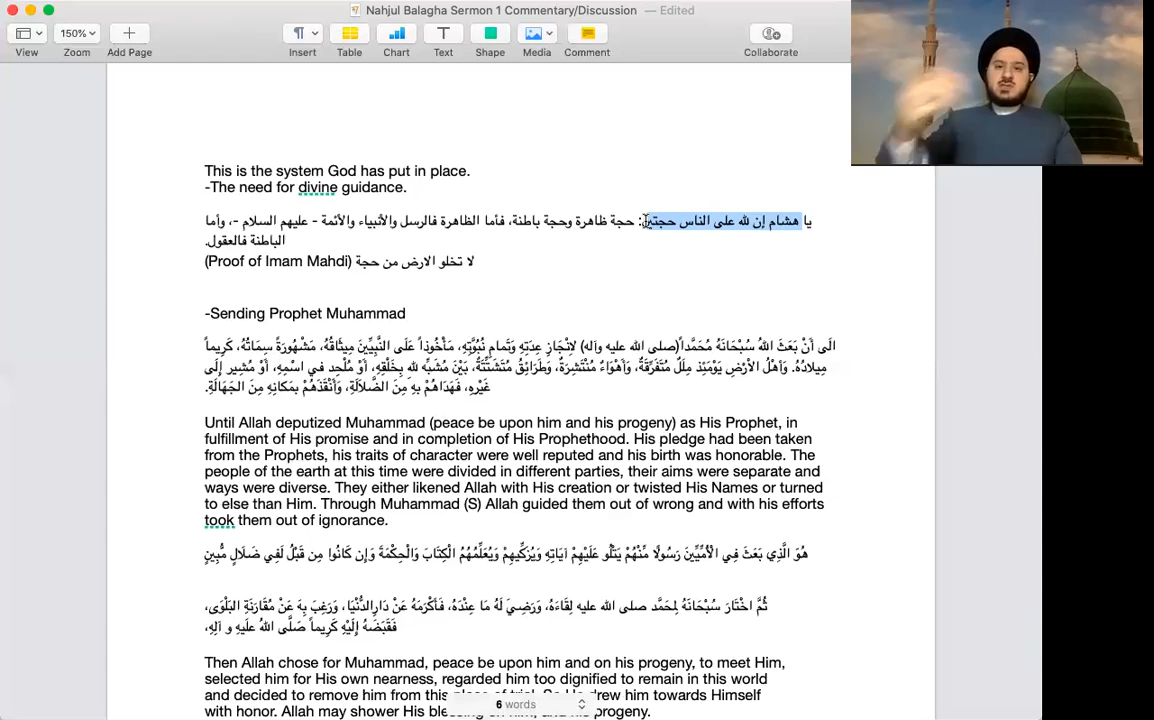 Nahjul Balagha Sermon 1 Commentary/Discussion — Edited
150%
View
Zoom
Add Page
Insert
Table
Chart
Text
Shape
Media
Comment
Collaborate
This is the system God has put in place.
-The need for divine guidance.
يا هشام إن لله على الناس حجتين: حجة ظاهرة وحجة باطنة، فأما الظاهرة فالرسل والأنبياء والأئمة - عليهم السلام -، وأما
الباطنة فالعقول.
لا تخلو الارض من حجة (Proof of Imam Mahdi)
-Sending Prophet Muhammad
الَى أَنْ بَعَثَ اللهُ سُبْحَانَهُ مُحَمَّداً(صلى الله عليه وآله) لاِنْجَازِ عِدَتِهِ وَتَمامِ نُبُوَّتِهِ، مَأْخُوذاً عَلَى النَّبِيِّينَ مِيثَاقُهُ، مَشْهُورَةً سِمَاتُهُ، كَرِيماً
مِيلادُهُ. وَأهْلُ الأَرْضِ يَوْمَئِذ مِلَلٌ مُتَفَرِّقَةٌ، وَأَهْوَاءٌ مُنْتَشِرَةٌ، وَطَرَائِقُ مُتَشَتِّتَةٌ، بَيْنَ مُشَبِّه لله بِخَلْقِهِ، أَوْ مُلْحِد في اسْمِهِ، أَوْ مُشِير إِلَى
غَيْرِهِ، فَهَدَاهُمْ بهِ مِنَ الضَّلاَلَةِ، وَأَنْقَذَهُمْ بمَكانِهِ مِنَ الجَهَالَةِ.
Until Allah deputized Muhammad (peace be upon him and his progeny) as His Prophet, in
fulfillment of His promise and in completion of His Prophethood. His pledge had been taken
from the Prophets, his traits of character were well reputed and his birth was honorable. The
people of the earth at this time were divided in different parties, their aims were separate and
ways were diverse. They either likened Allah with His creation or twisted His Names or turned
to else than Him. Through Muhammad (S) Allah guided them out of wrong and with his efforts
took them out of ignorance.
هُوَ الَّذِي بَعَثَ فِي الْأُمِّيِّينَ رَسُولًا مِّنْهُمْ يَتْلُو عَلَيْهِمْ آيَاتِهِ وَيُزَكِّيهِمْ وَيُعَلِّمُهُمُ الْكِتَابَ وَالْحِكْمَةَ وَإِن كَانُوا مِن قَبْلُ لَفِي ضَلَالٍ مُّبِينٍ
ثُمَّ اخْتَارَ سُبْحَانَهُ لِمُحَمَّد صلى الله عليه لِقَاءَهُ، وَرَضِيَ لَهُ مَا عِنْدَهُ، فَأَكْرَمَهُ عَنْ دَارِالدُّنْيَا، وَرَغِبَ بِهَ عَنْ مُقَارَنَةِ البَلْوَى،
فَقَبَضَهُ إِلَيْهِ كَرِيماً صَلَّى اللهُ عَلَيهِ و آلِهِ،
Then Allah chose for Muhammad, peace be upon him and on his progeny, to meet Him,
selected him for His own nearness, regarded him too dignified to remain in this world
and decided to remove him from this drew him towards Himself
with honor. Allah may shower His progeny.
6 words